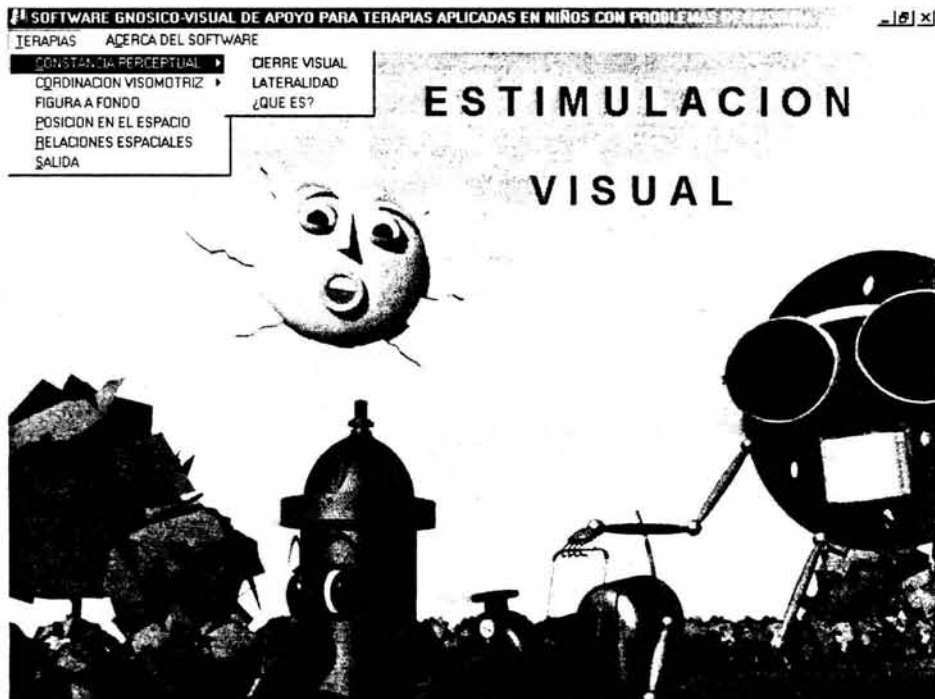 SOFTWARE GNOSICO-VISUAL DE APOYO PARA TERAPIAS APLICADAS EN NIÑOS CON PROBLEMAS DE
TERAPIAS ACERCA DEL SOFTWARE
CONSTANCIA PERCEPTUAL
CORDINACION VISOMOTRIZ
FIGURA A FONDO
POSICION EN EL ESPACIO
RELACIONES ESPACIALES
SALIDA
CIERRE VISUAL
LATERALIDAD
¿QUE ES?
ESTIMULACION
VISUAL